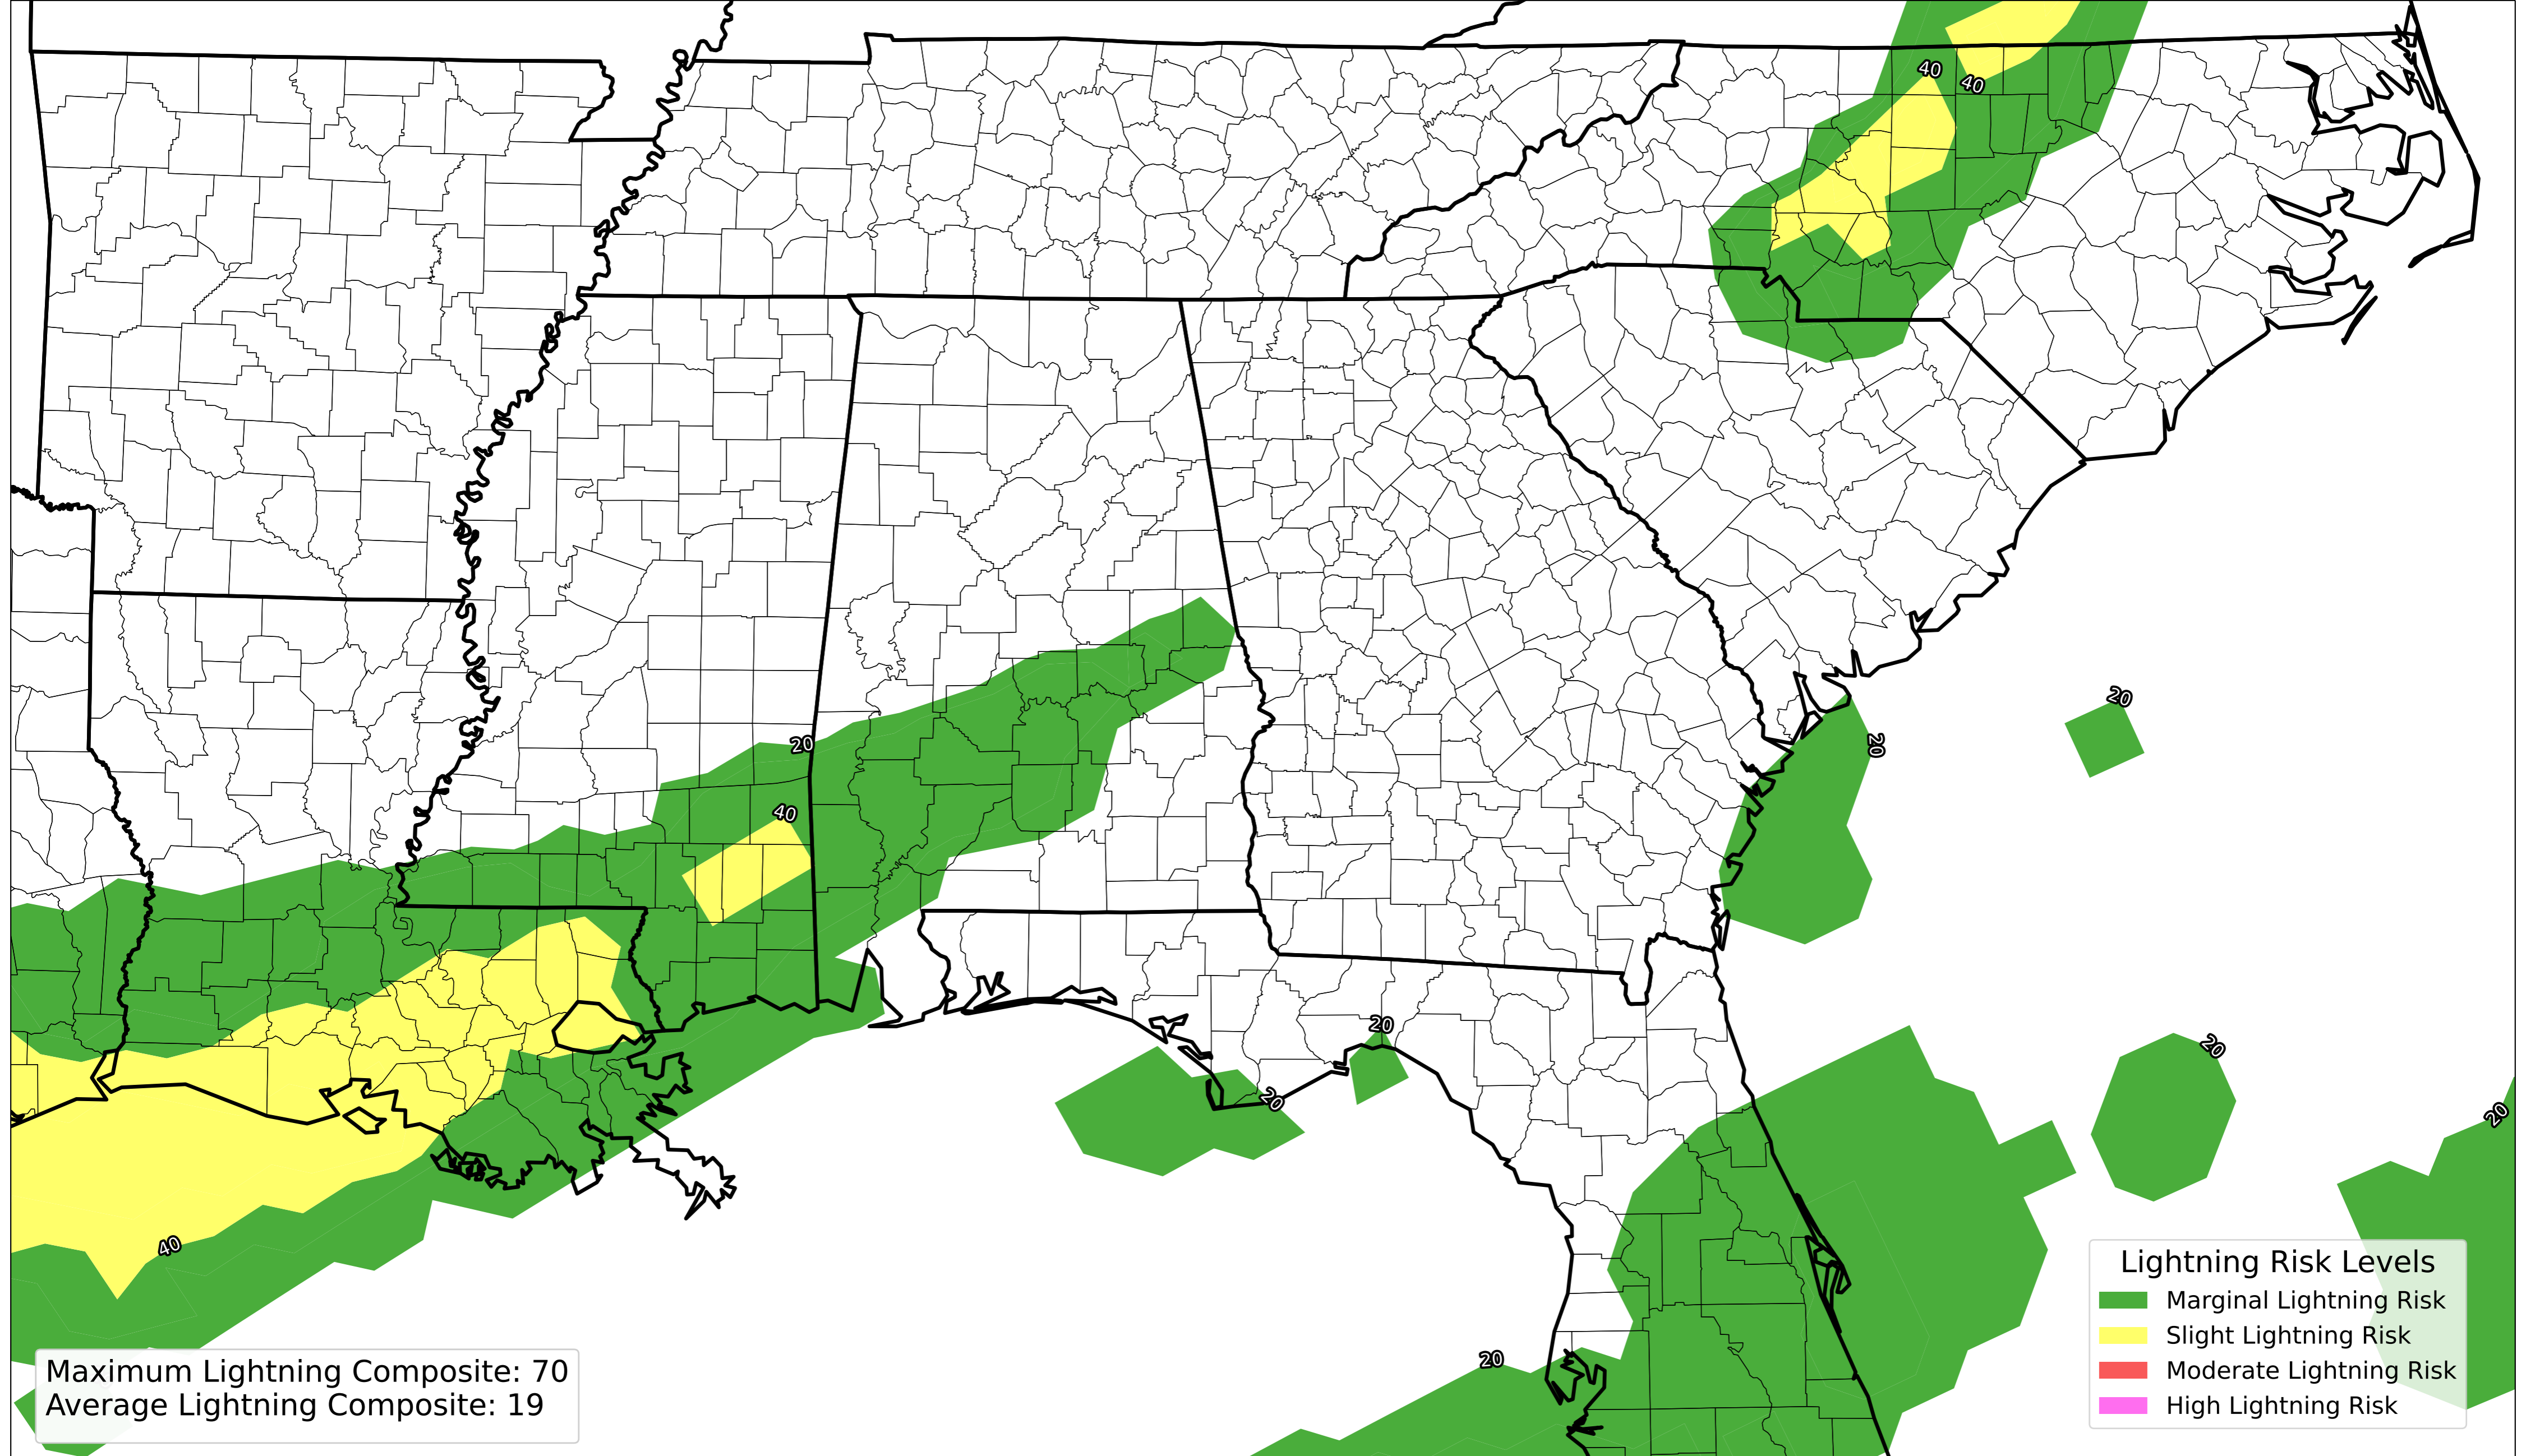 40
40
20
20
20
40
20
20
20
20
40
20
Lightning Risk Levels
Marginal Lightning Risk
Slight Lightning Risk
Moderate Lightning Risk
High Lightning Risk
Maximum Lightning Composite: 70
Average Lightning Composite: 19